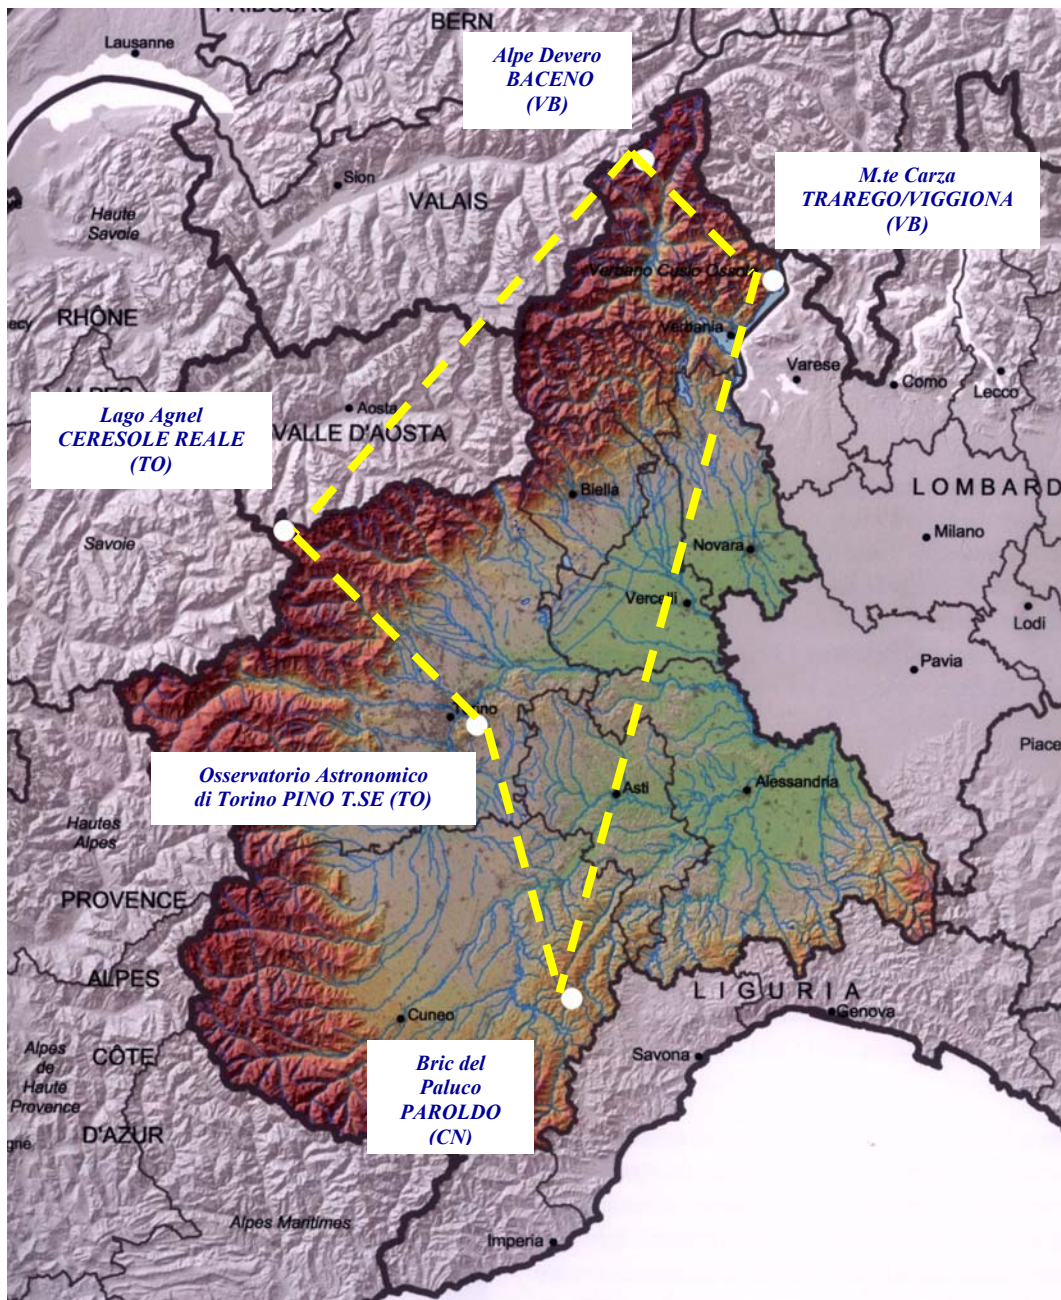 FRIBOURG
BERN
Lausanne
Alpe Devero
BACENO
(VB)
Sion
VALAIS
M.te Carza
TRAREGO/VIGGIONA
(VB)
Haute
Savoie
Verbano Cusio Ossola
RHÔNE
Verbania
Varese
Como
Lecco
Aosta
VALLE D'AOSTA
Lago Agnel
CERESOLE REALE
(TO)
Biella
LOMBARD
Milano
Savoie
Novara
Vercelli
Lodi
Pavia
Torino
Piace
Osservatorio Astronomico
di Torino PINO T.SE (TO)
Asti
Alessandria
Hautes
Alpes
PROVENCE
ALPES
LIGURIA
Cuneo
Genova
Savona
Alpes
de
Haute
Provence
CÔTE
Bric del
Paluco
PAROLDO
(CN)
D'AZUR
Alpes Maritimes
Imperia